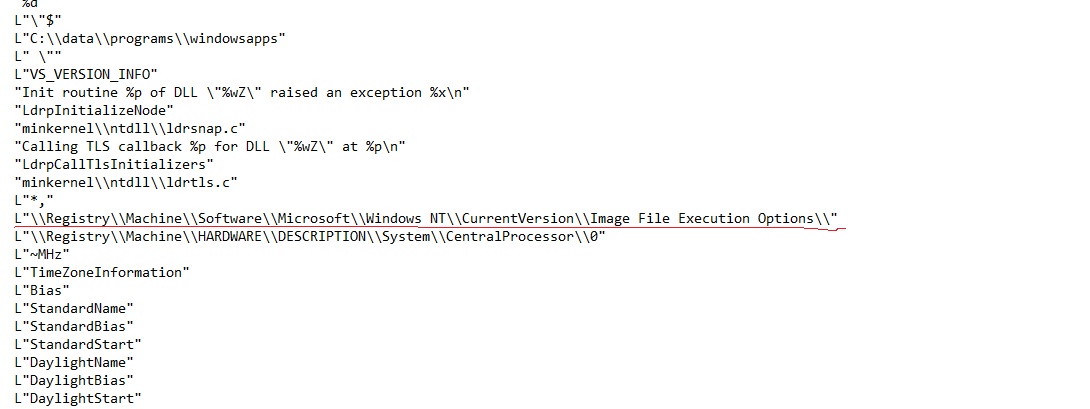 %d
L"\"$"
L"C:\\data\\programs\\windowsapps"
L" \""
L"VS_VERSION_INFO"
"Init routine %p of DLL \"%wZ\" raised an exception %x\n"
"LdrpInitializeNode"
"minkernel\\ntdll\\ldrsnap.c"
"Calling TLS callback %p for DLL \"%wZ\" at %p\n"
"LdrpCallTlsInitializers"
"minkernel\\ntdll\\ldrtls.c"
L"*,"
L"\\Registry\\Machine\\Software\\Microsoft\\Windows NT\\CurrentVersion\\Image File Execution Options\\"
L"\\Registry\\Machine\\HARDWARE\\DESCRIPTION\\System\\CentralProcessor\\0"
L"~MHz"
L"TimeZoneInformation"
L"Bias"
L"StandardName"
L"StandardBias"
L"StandardStart"
L"DaylightName"
L"DaylightBias"
L"DaylightStart"